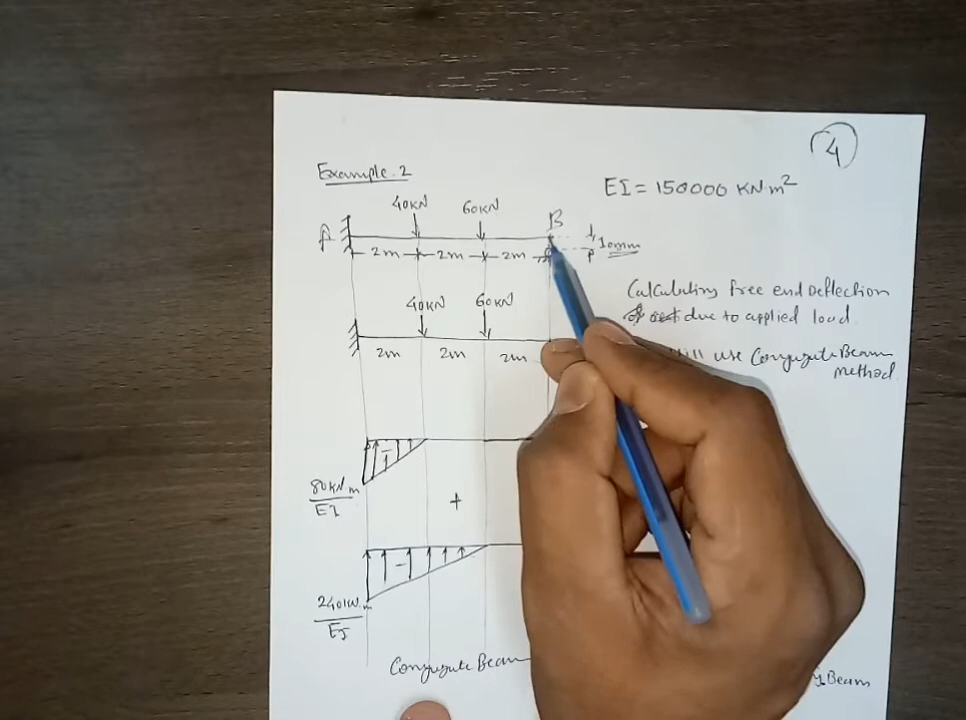 4
Example.2
EI = 150000 KN·m²
40KN 60KN
A B
10mm
2m 2m 2m
Calculating free end Deflection
due to applied load.
40KN 60KN
2m 2m 2m
will use Conjugate Beam
method.
80KN m
EI
+
240KN.m
EI
Conjugate Beam
Beam